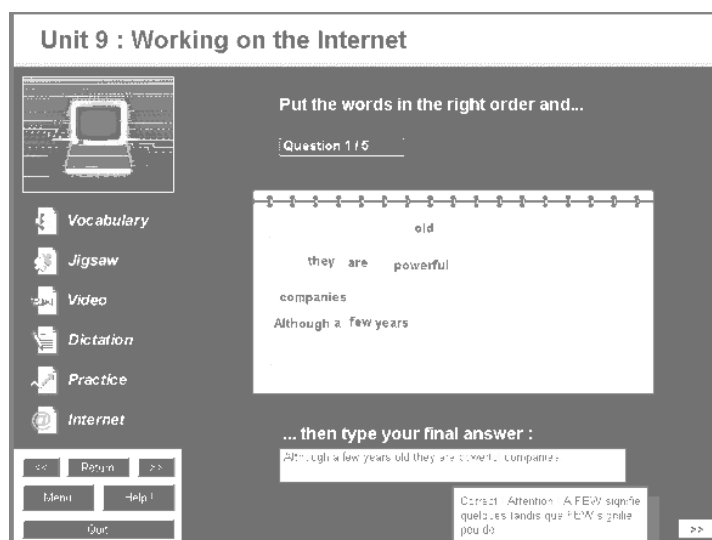 Unit 9 : Working on the Internet
Put the words in the right order and...
Question 1 / 5
old
they are powerful
companies
Although a few years
Vocabulary
Jigsaw
Video
Dictation
Practice
Internet
... then type your final answer :
Although a few years old they are powerful companies
<< Return >>
Menu Help !
Quit
Correct Attention A FEW signifie
quelques tandis que FEW signifie
peu de
>>